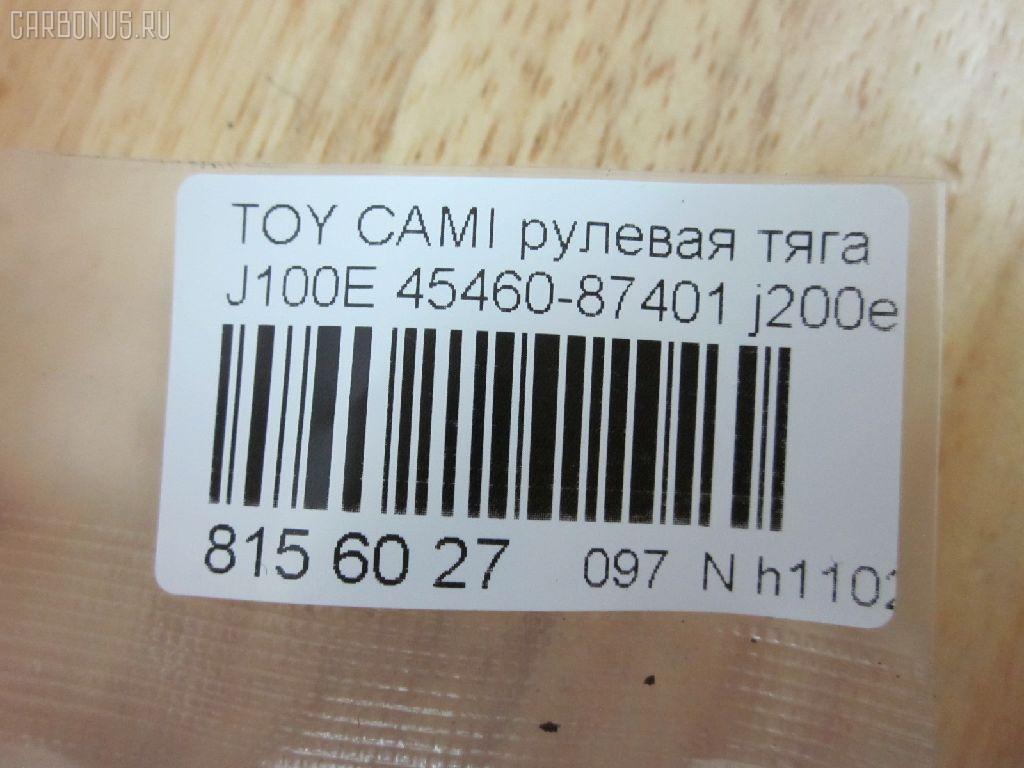 CARBONUS.RU
TOY CAMI рулевая тяга
J100E 45460-87401 j200e
815 60 27 097 N h1102